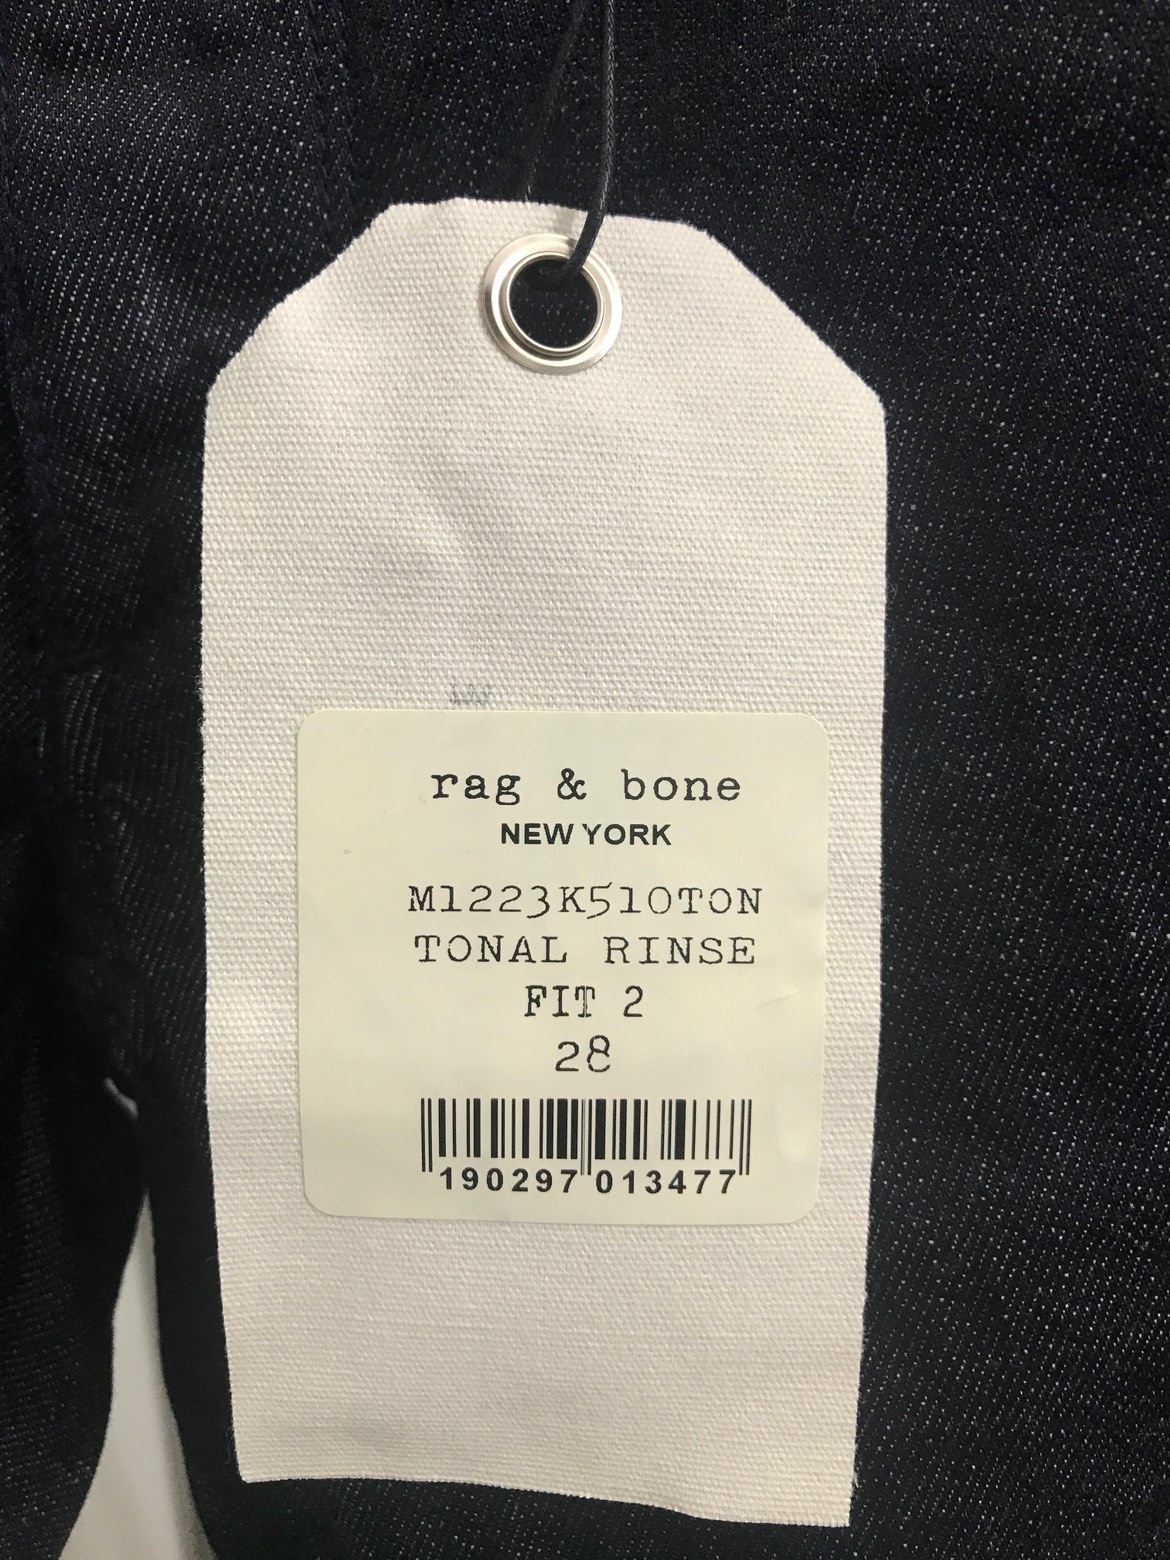 rag & bone
NEW YORK
M1223K510TON
TONAL RINSE
FIT 2
28
190297 013477